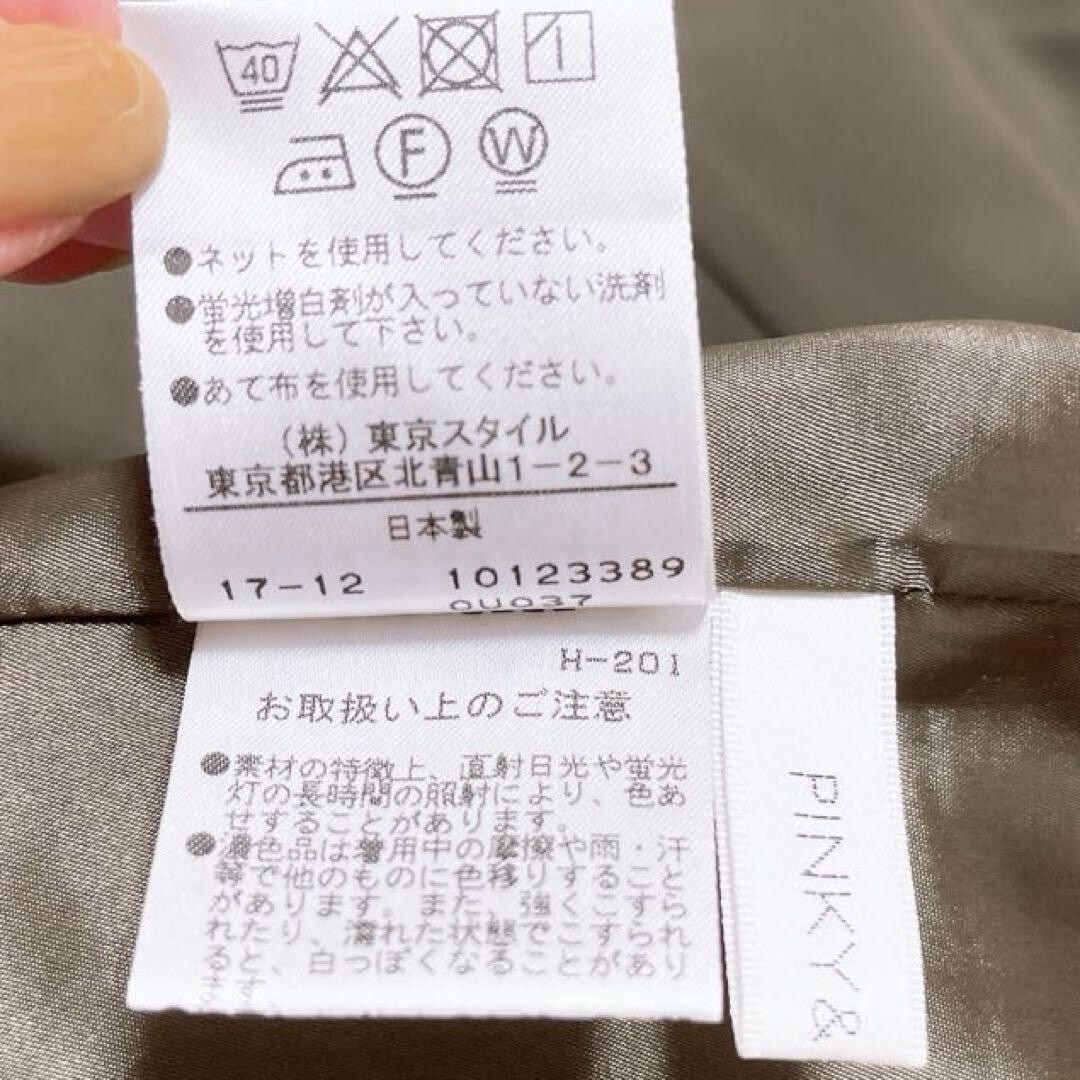 40
F
W
●ネットを使用してください。
●蛍光増白剤が入っていない洗剤
を使用して下さい。
●あて布を使用してください。
(株)東京スタイル
東京都港区北青山1-2-3
日本製
17-12 10123389
0U037
H-201
お取扱い上のご注意
●素材の特徴上、直射日光や蛍光
灯の長時間の照射により、色あ
せすることがあります。
●濃色品は着用中の摩擦や雨・汗
等で他のものに色移りすること
があります。また、強くこすら
れたり、濡れた状態でこすられ
ると、白っぽくなることがあり
ます
PINKY &